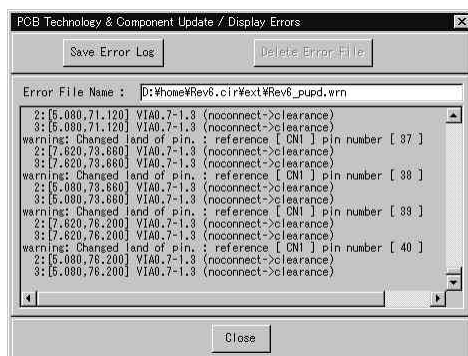 PCB Technology & Component Update / Display Errors
Save Error Log
Delete Error File
Error File Name : D:¥home¥Rev6.cir¥ext¥Rev6_pupd.wrn
2:[5.080,71.120] VIA0.7-1.3 (noconnect->clearance)
3:[5.080,71.120] VIA0.7-1.3 (noconnect->clearance)
warning: Changed land of pin. : reference [ CN1 ] pin number [ 37 ]
2:[7.620,73.660] VIA0.7-1.3 (noconnect->clearance)
3:[7.620,73.660] VIA0.7-1.3 (noconnect->clearance)
warning: Changed land of pin. : reference [ CN1 ] pin number [ 38 ]
2:[5.080,73.660] VIA0.7-1.3 (noconnect->clearance)
3:[5.080,73.660] VIA0.7-1.3 (noconnect->clearance)
warning: Changed land of pin. : reference [ CN1 ] pin number [ 39 ]
2:[7.620,76.200] VIA0.7-1.3 (noconnect->clearance)
3:[7.620,76.200] VIA0.7-1.3 (noconnect->clearance)
warning: Changed land of pin. : reference [ CN1 ] pin number [ 40 ]
2:[5.080,76.200] VIA0.7-1.3 (noconnect->clearance)
3:[5.080,76.200] VIA0.7-1.3 (noconnect->clearance)
Close